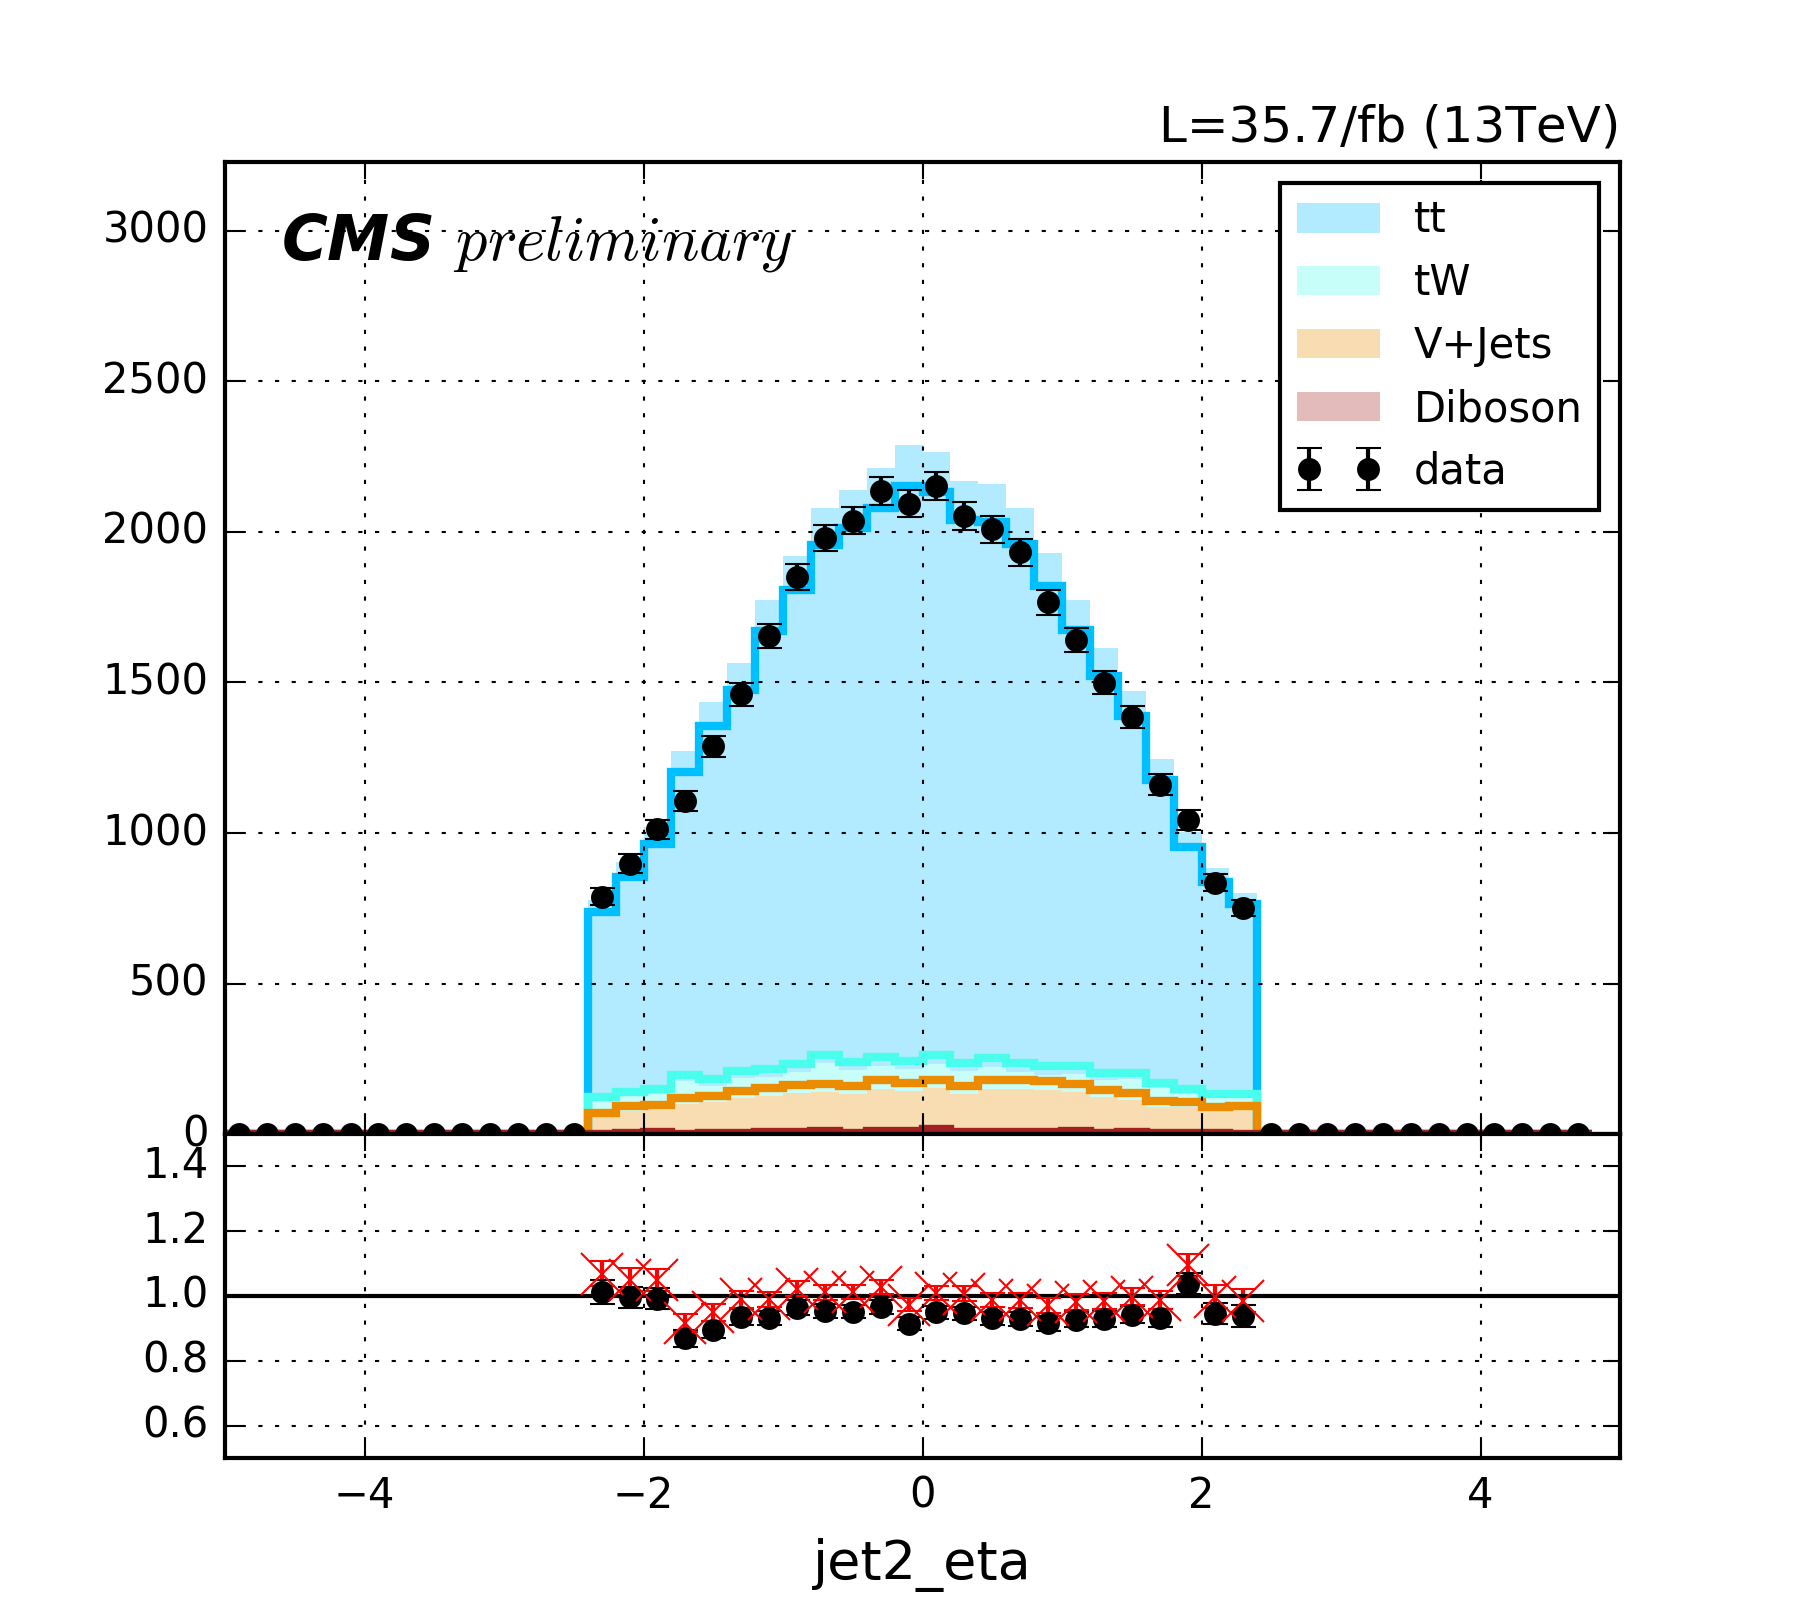 L=35.7/fb (13TeV)
CMS preliminary
tt
tW
V+Jets
Diboson
data
3000
2500
2000
1500
1000
500
0
1.4
1.2
1.0
0.8
0.6
−4 −2 0 2 4
jet2_eta